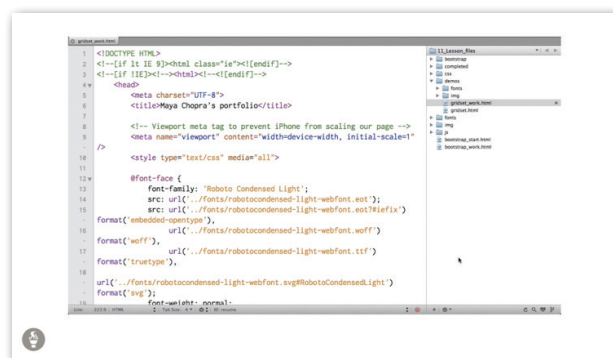 gridset_work.html
1 <!DOCTYPE HTML>
2 <!--[if lt IE 9]><html class="ie"><![endif]-->
3 <!--[if !IE]><!--><html><!--<![endif]-->
4 <head>
5 <meta charset="UTF-8">
6 <title>Maya Chopra's portfolio</title>
7
8 <!-- Viewport meta tag to prevent iPhone from scaling our page -->
9 <meta name="viewport" content="width=device-width, initial-scale=1"
/>
10 <style type="text/css" media="all">
11
12 @font-face {
13 font-family: 'Roboto Condensed Light';
14 src: url('../fonts/robotocondensed-light-webfont.eot');
15 src: url('../fonts/robotocondensed-light-webfont.eot?#iefix')
format('embedded-opentype'),
16 url('../fonts/robotocondensed-light-webfont.woff')
format('woff'),
17 url('../fonts/robotocondensed-light-webfont.ttf')
format('truetype'),
18
url('../fonts/robotocondensed-light-webfont.svg#RobotoCondensedLight')
format('svg');
19 font-weight: normal;
Line: HTML Tab Size: 4
11_Lesson_files
bootstrap
completed
css
demos
fonts
img
gridset_work.html
gridset.html
fonts
img
js
bootstrap_start.html
bootstrap_work.html